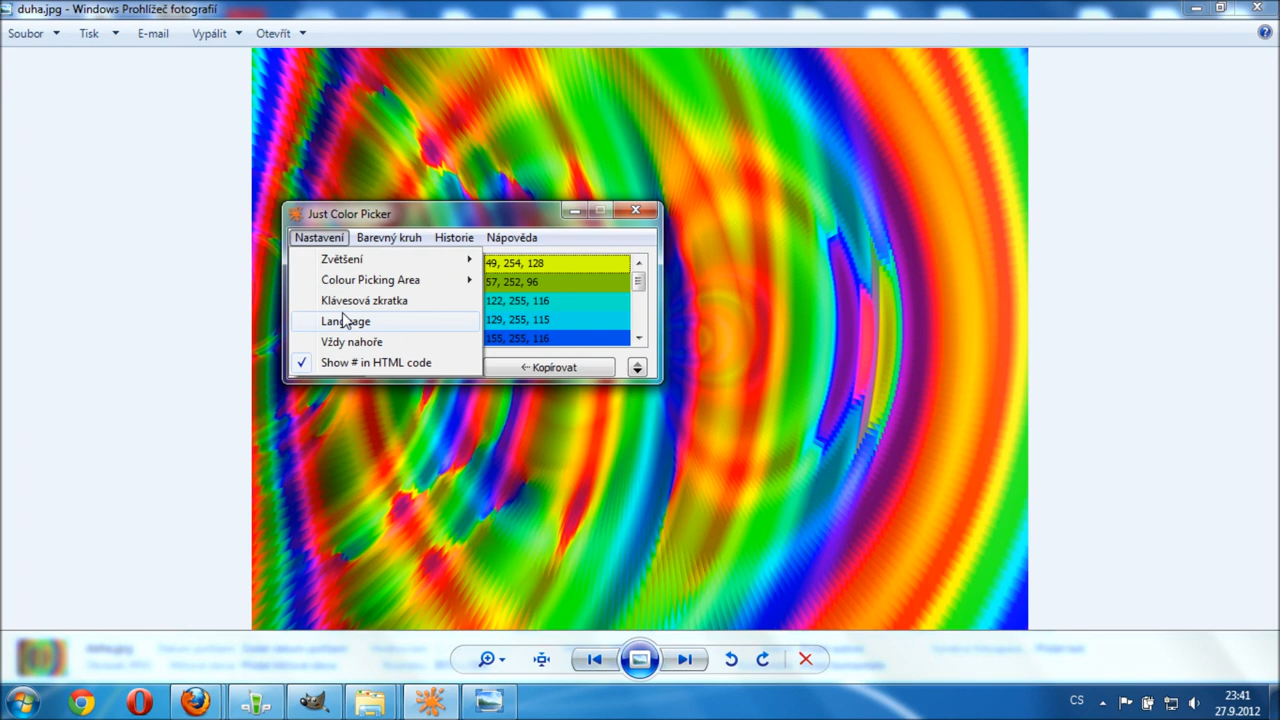 duha.jpg - Windows Prohlížeč fotografií
Soubor Tisk E-mail Vypálit Otevřít
Just Color Picker
Nastavení Barevný kruh Historie Nápověda
Zvětšení
Colour Picking Area
Klávesová zkratka
Language
Vždy nahoře
Show # in HTML code
49, 254, 128
57, 252, 96
122, 255, 116
129, 255, 115
155, 255, 116
Kopírovat
CS
23:41
27.9.2012